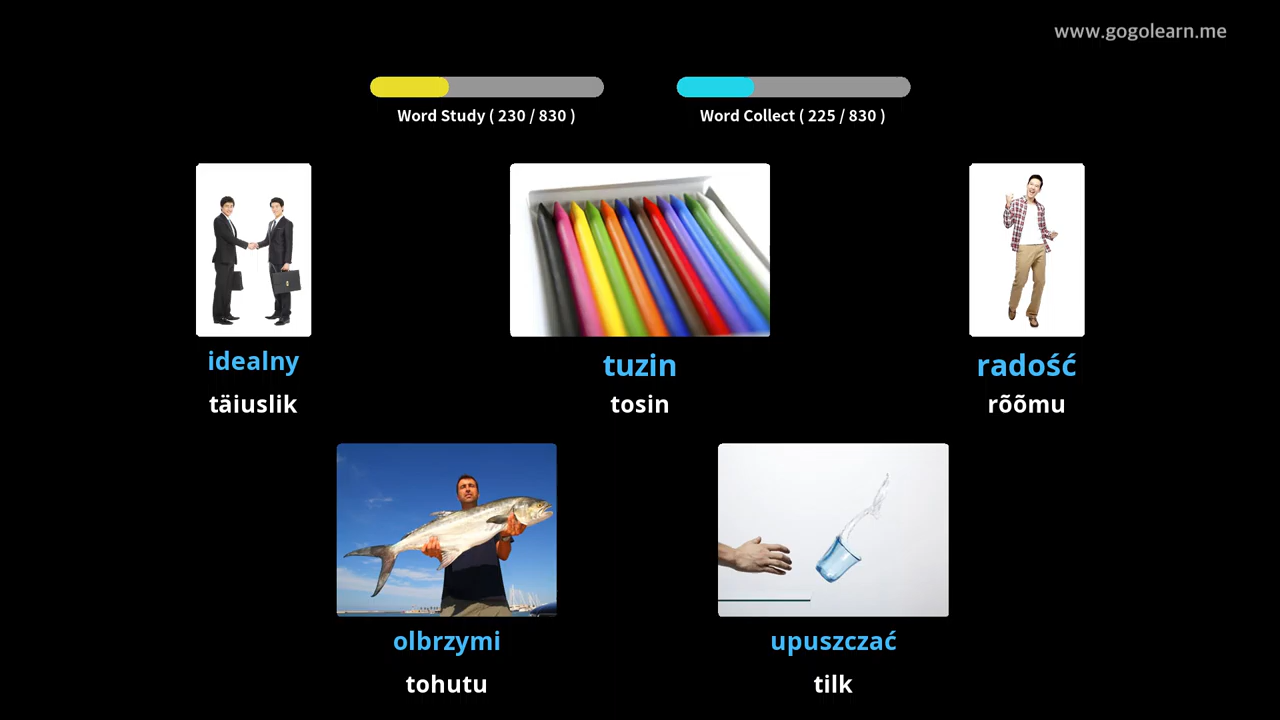 www.gogolearn.me
Word Study ( 230 / 830 )
Word Collect ( 225 / 830 )
idealny
täiuslik
tuzin
tosin
radość
rõõmu
olbrzymi
tohutu
upuszczać
tilk